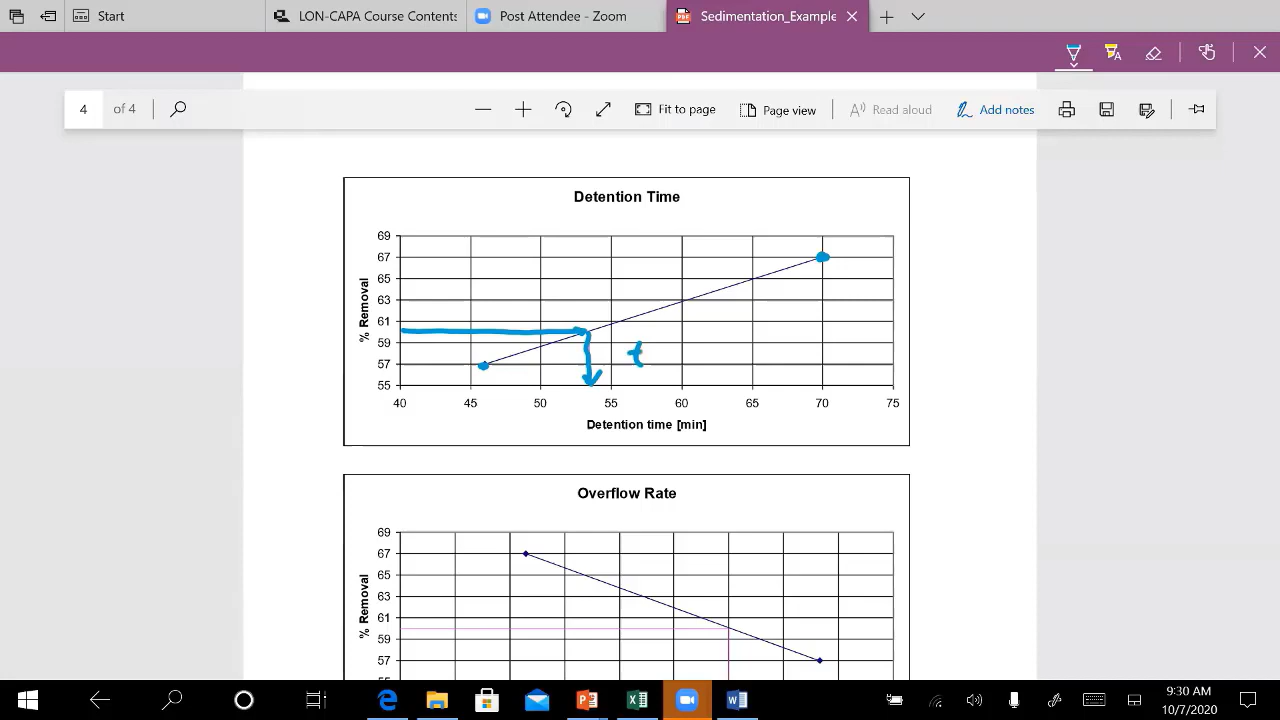 Start
LON-CAPA Course Contents
Post Attendee - Zoom
Sedimentation_Example
4 of 4
Fit to page
Page view
Read aloud
Add notes
Detention Time
69
67
65
63
61
59
57
55
% Removal
40 45 50 55 60 65 70 75
Detention time [min]
t
Overflow Rate
69
67
65
63
61
59
57
% Removal
9:30 AM
10/7/2020